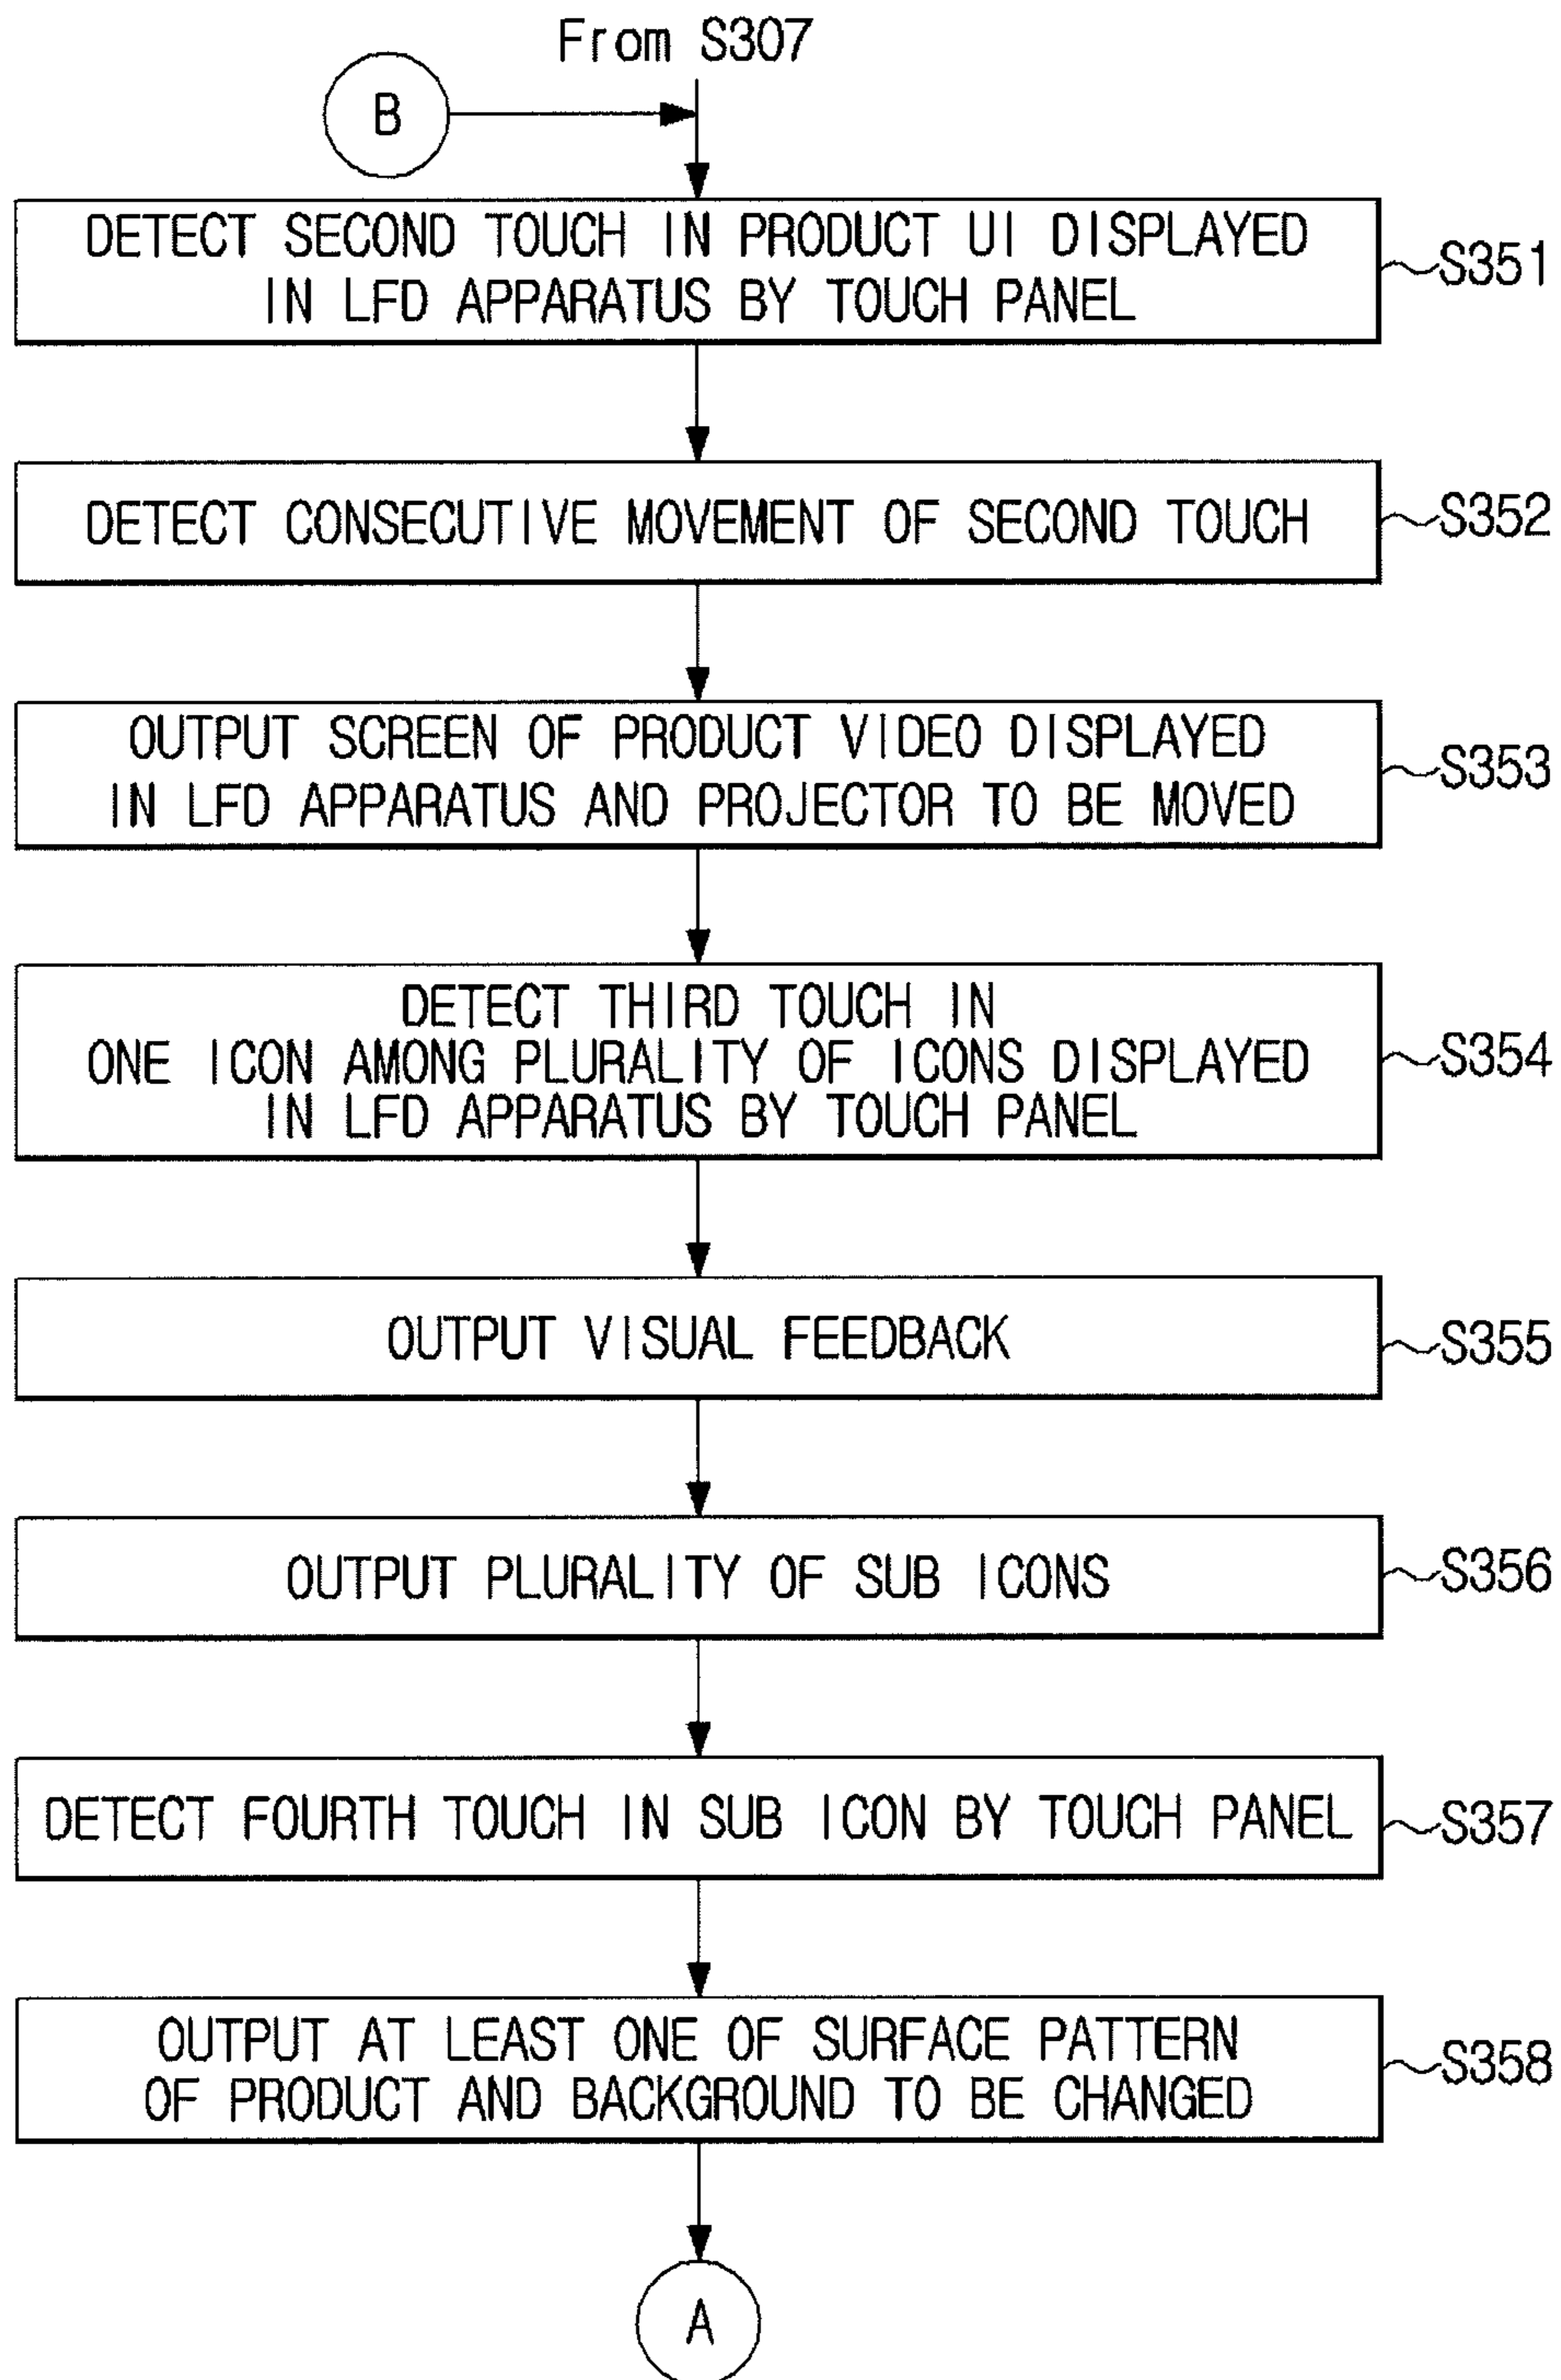 From S307
B
DETECT SECOND TOUCH IN PRODUCT UI DISPLAYED
IN LFD APPARATUS BY TOUCH PANEL
S351
DETECT CONSECUTIVE MOVEMENT OF SECOND TOUCH
S352
OUTPUT SCREEN OF PRODUCT VIDEO DISPLAYED
IN LFD APPARATUS AND PROJECTOR TO BE MOVED
S353
DETECT THIRD TOUCH IN
ONE ICON AMONG PLURALITY OF ICONS DISPLAYED
IN LFD APPARATUS BY TOUCH PANEL
S354
OUTPUT VISUAL FEEDBACK
S355
OUTPUT PLURALITY OF SUB ICONS
S356
DETECT FOURTH TOUCH IN SUB ICON BY TOUCH PANEL
S357
OUTPUT AT LEAST ONE OF SURFACE PATTERN
OF PRODUCT AND BACKGROUND TO BE CHANGED
S358
A